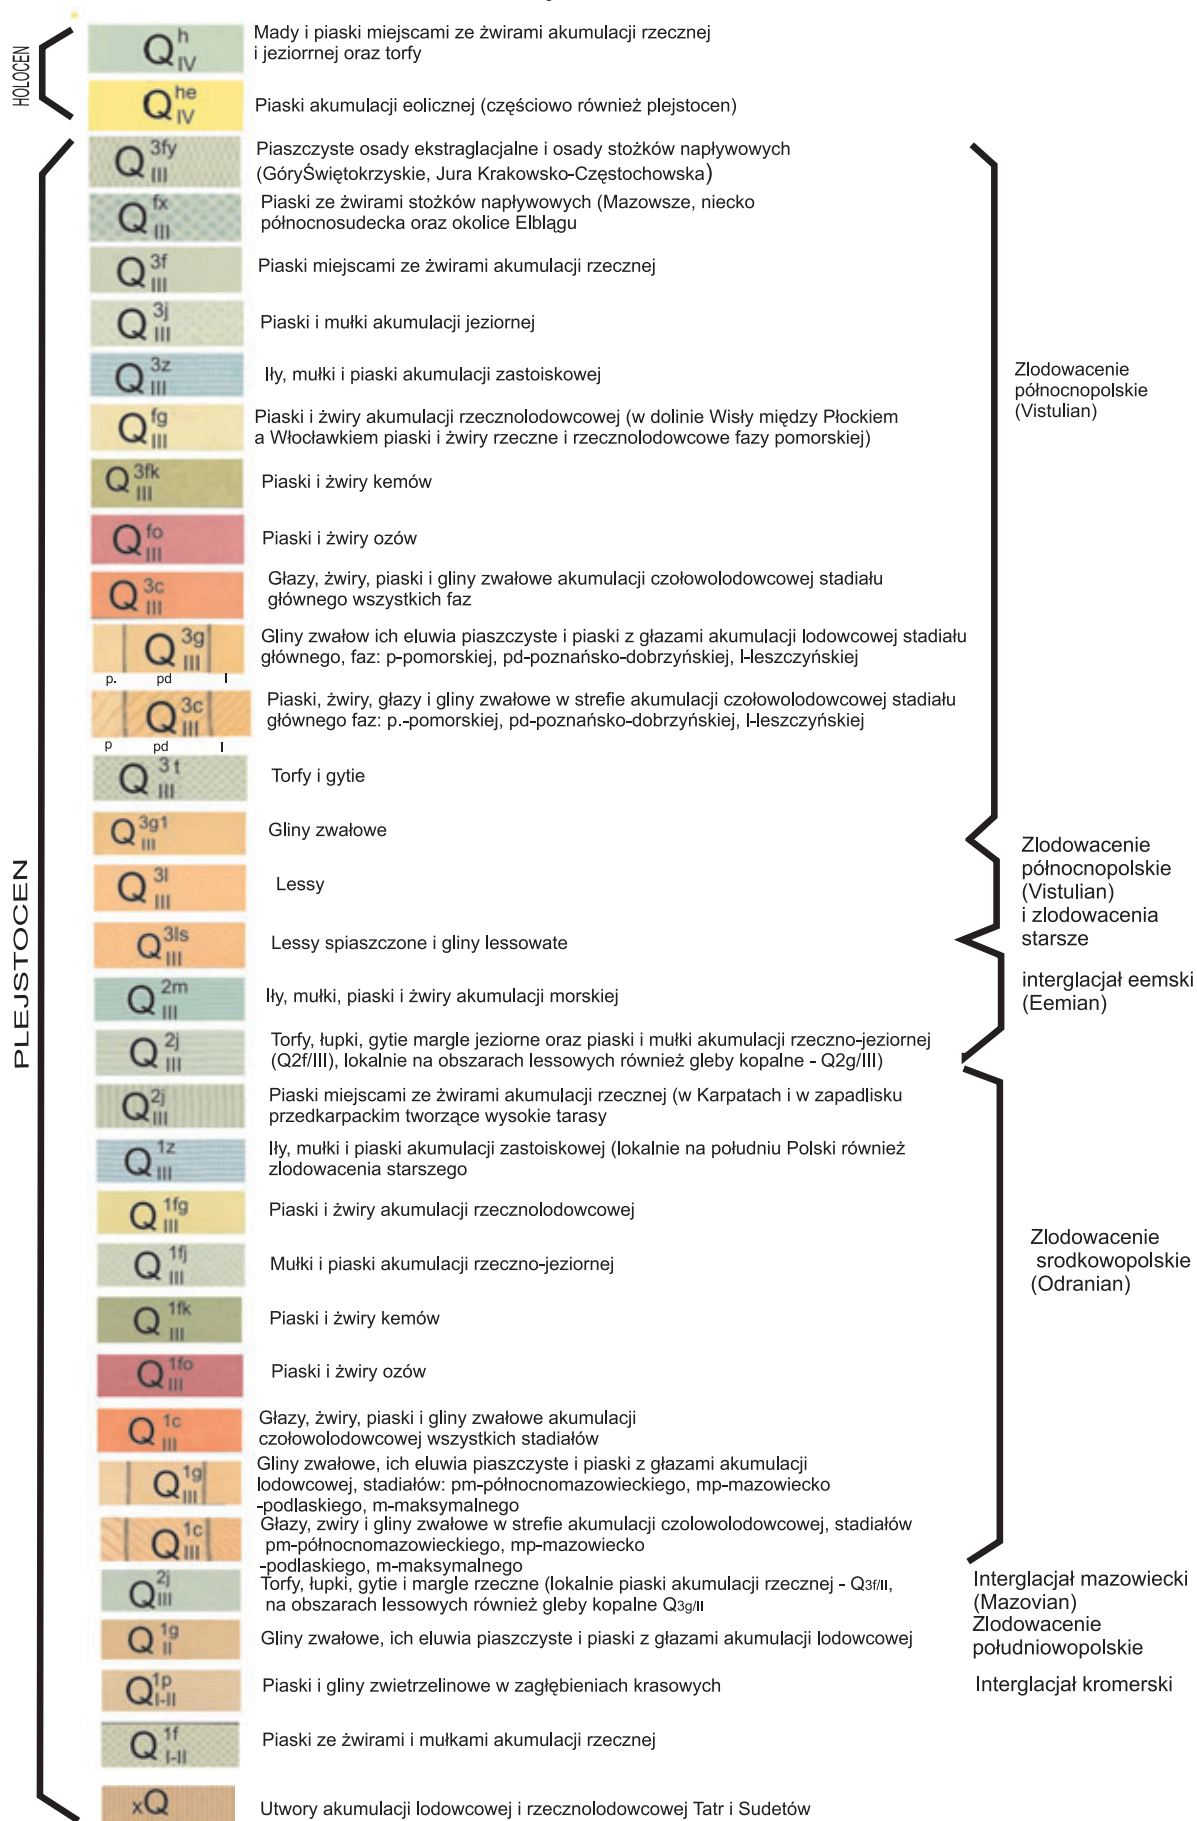 HOLOCEN
Q h IV
Mady i piaski miejscami ze żwirami akumulacji rzecznej
i jeziorrnej oraz torfy
Q he IV
Piaski akumulacji eolicznej (częściowo również plejstocen)
PLEJSTOCEN
Q 3fy III
Piaszczyste osady ekstraglacjalne i osady stożków napływowych
(GóryŚwiętokrzyskie, Jura Krakowsko-Częstochowska)
Q fx III
Piaski ze żwirami stożków napływowych (Mazowsze, niecko
północnosudecka oraz okolice Elblągu
Q 3f III
Piaski miejscami ze żwirami akumulacji rzecznej
Q 3j III
Piaski i mułki akumulacji jeziornej
Q 3z III
Iły, mułki i piaski akumulacji zastoiskowej
Q fg III
Piaski i żwiry akumulacji rzecznolodowcowej (w dolinie Wisły między Płockiem
a Włocławkiem piaski i żwiry rzeczne i rzecznolodowcowe fazy pomorskiej)
Q 3fk III
Piaski i żwiry kemów
Q fo III
Piaski i żwiry ozów
Q 3c III
Głazy, żwiry, piaski i gliny zwałowe akumulacji czołowolodowcowej stadiału
głównego wszystkich faz
Q 3g III
p. pd l
Gliny zwałow ich eluwia piaszczyste i piaski z głazami akumulacji lodowcowej stadiału
głównego, faz: p-pomorskiej, pd-poznańsko-dobrzyńskiej, l-leszczyńskiej
Q 3c III
p pd l
Piaski, żwiry, głazy i gliny zwałowe w strefie akumulacji czołowolodowcowej stadiału
głównego faz: p.-pomorskiej, pd-poznańsko-dobrzyńskiej, l-leszczyńskiej
Q 3t III
Torfy i gytie
Zlodowacenie
północnopolskie
(Vistulian)
Q 3g1 III
Gliny zwałowe
Q 3l III
Lessy
Q 3ls III
Lessy spiaszczone i gliny lessowate
Zlodowacenie
północnopolskie
(Vistulian)
i zlodowacenia
starsze
Q 2m III
Iły, mułki, piaski i żwiry akumulacji morskiej
Q 2j III
Torfy, łupki, gytie margle jeziorne oraz piaski i mułki akumulacji rzeczno-jeziornej
(Q2f/III), lokalnie na obszarach lessowych również gleby kopalne - Q2g/III)
interglacjał eemski
(Eemian)
Q 2j III
Piaski miejscami ze żwirami akumulacji rzecznej (w Karpatach i w zapadlisku
przedkarpackim tworzące wysokie tarasy
Q 1z III
Iły, mułki i piaski akumulacji zastoiskowej (lokalnie na południu Polski również
zlodowacenia starszego
Q 1fg III
Piaski i żwiry akumulacji rzecznolodowcowej
Q 1fj III
Mułki i piaski akumulacji rzeczno-jeziornej
Q 1fk III
Piaski i żwiry kemów
Q 1fo III
Piaski i żwiry ozów
Q 1c III
Głazy, żwiry, piaski i gliny zwałowe akumulacji
czołowolodowcowej wszystkich stadiałów
Q 1g III
Gliny zwałowe, ich eluwia piaszczyste i piaski z głazami akumulacji
lodowcowej, stadiałów: pm-północnomazowieckiego, mp-mazowiecko
-podlaskiego, m-maksymalnego
Q 1c III
Głazy, zwiry i gliny zwałowe w strefie akumulacji czolowolodowcowej, stadiałów
pm-północnomazowieckiego, mp-mazowiecko
-podlaskiego, m-maksymalnego
Zlodowacenie
srodkowopolskie
(Odranian)
Q 2j III
Torfy, łupki, gytie i margle rzeczne (lokalnie piaski akumulacji rzecznej - Q3f/II,
na obszarach lessowych również gleby kopalne Q3g/II
Interglacjał mazowiecki
(Mazovian)
Q 1g II
Gliny zwałowe, ich eluwia piaszczyste i piaski z głazami akumulacji lodowcowej
Zlodowacenie
południowopolskie
Q 1p I-II
Piaski i gliny zwietrzelinowe w zagłębieniach krasowych
Interglacjał kromerski
Q 1f I-II
Piaski ze żwirami i mułkami akumulacji rzecznej
xQ
Utwory akumulacji lodowcowej i rzecznolodowcowej Tatr i Sudetów